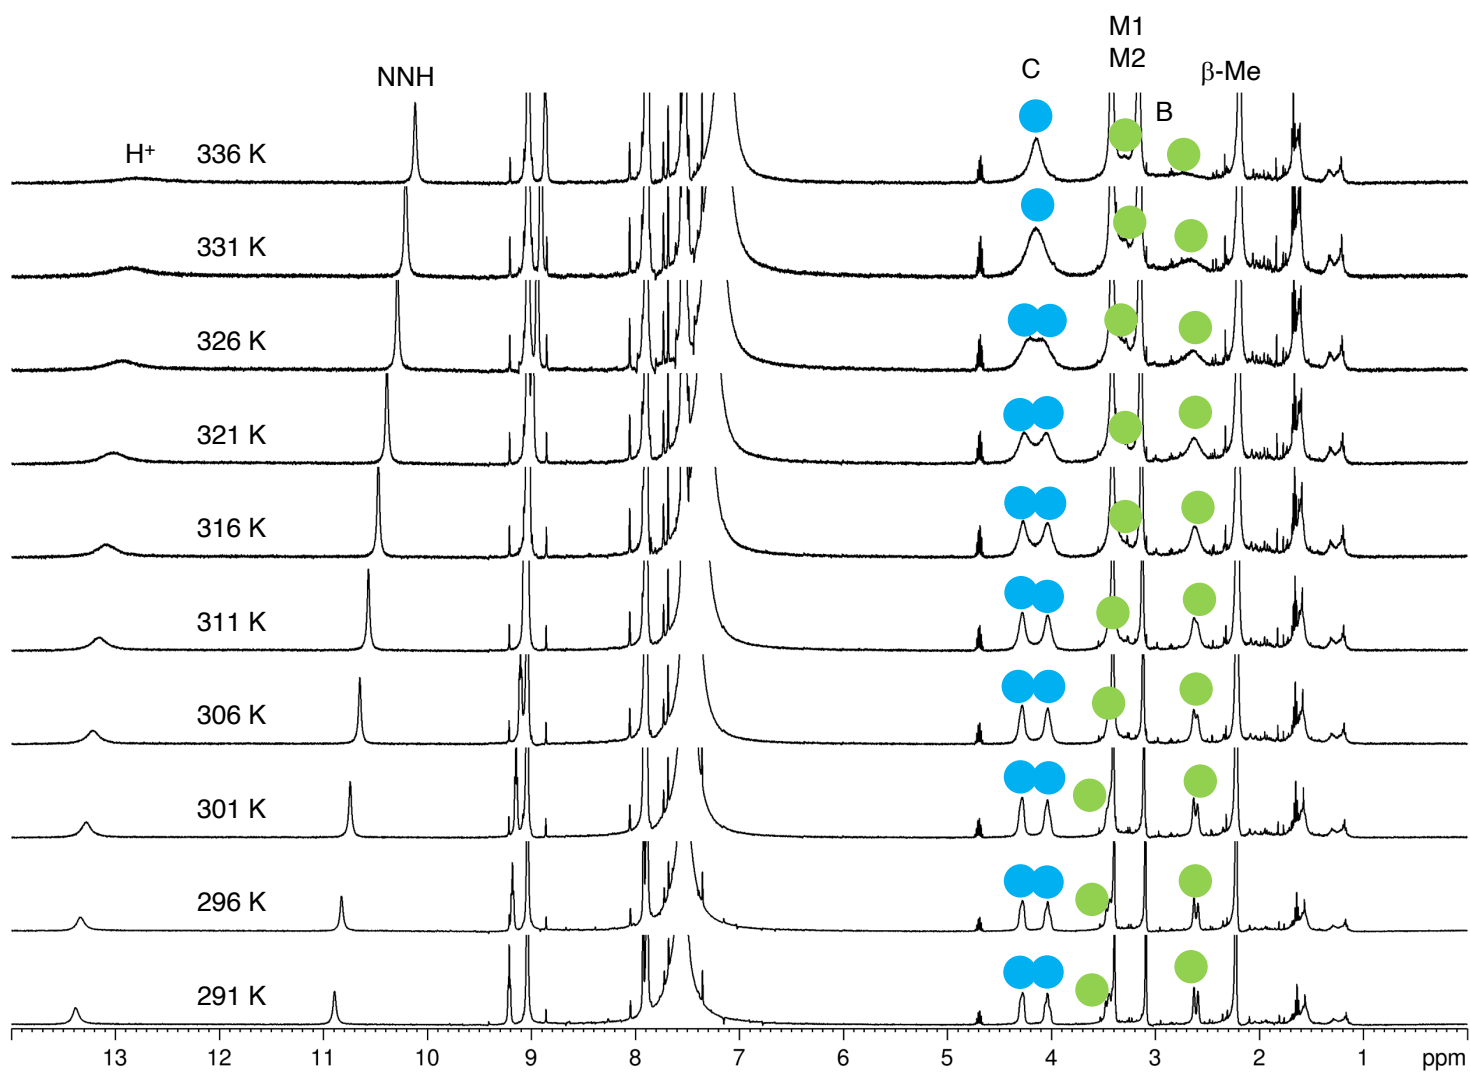 M1
M2
C
β-Me
NNH
B
H⁺
336 K
331 K
326 K
321 K
316 K
311 K
306 K
301 K
296 K
291 K
13 12 11 10 9 8 7 6 5 4 3 2 1 ppm